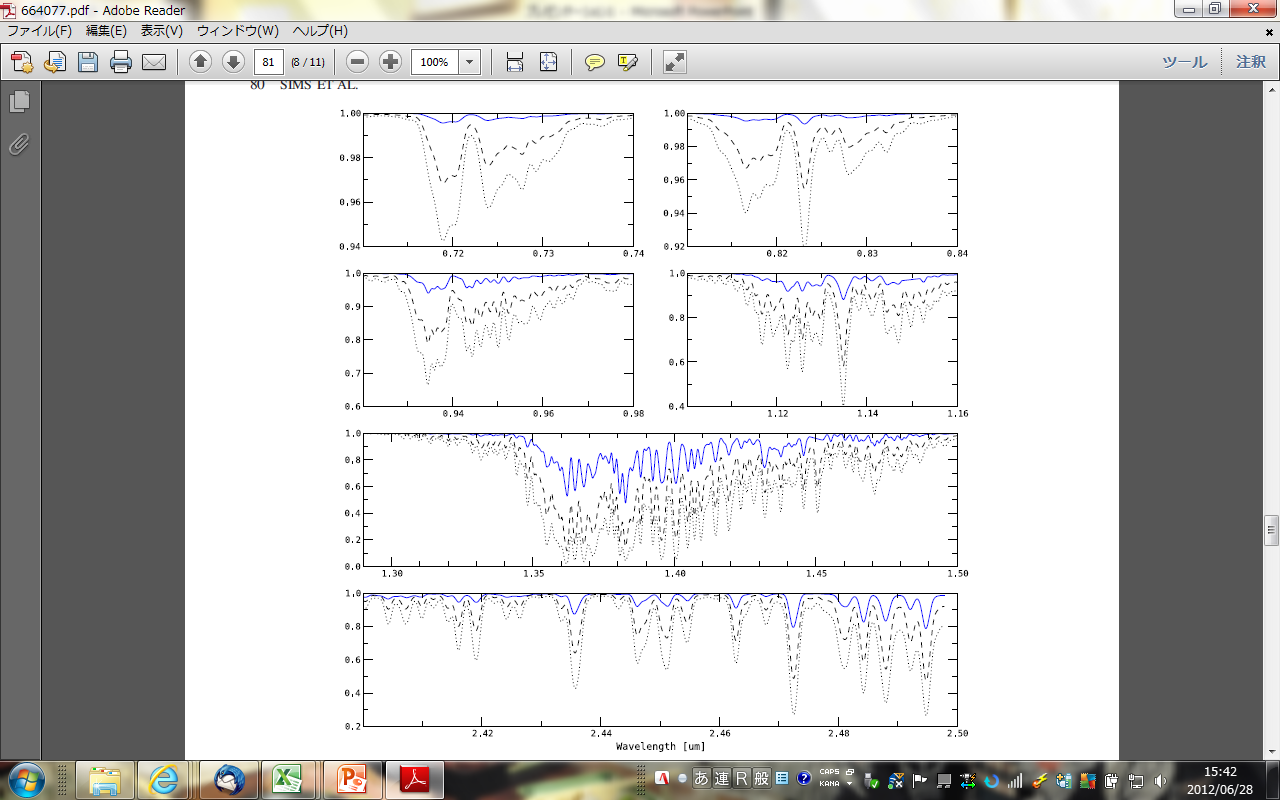 664077.pdf - Adobe Reader
ファイル(F) 編集(E) 表示(V) ウィンドウ(W) ヘルプ(H)
81 (8 / 11) 100% ツール 注釈
80 SIMS ET AL.
1.00 1.00
0.98 0.98
0.96
0.96 0.94
0.94 0.92
0.72 0.73 0.74 0.82 0.83 0.84
1.0 1.0
0.9 0.8
0.8
0.7 0.6
0.6 0.4
0.94 0.96 0.98 1.12 1.14 1.16
1.0
0.8
0.6
0.4
0.2
0.0
1.30 1.35 1.40 1.45 1.50
1.0
0.8
0.6
0.4
0.2
2.42 2.44 2.46 2.48 2.50
Wavelength [um]
あ 連 R 般 CAPS KANA
15:42
2012/06/28